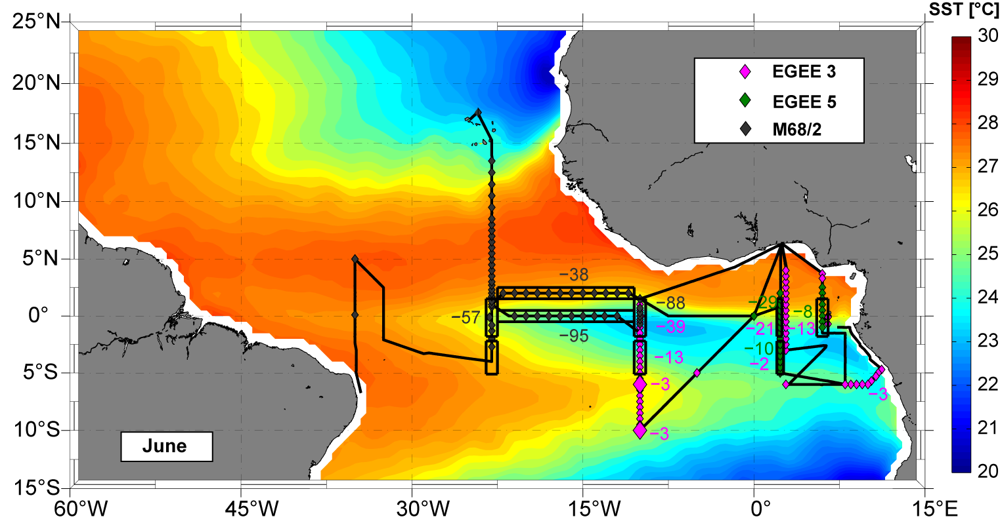 SST [°C]
25°N
20°N
15°N
10°N
5°N
0°
5°S
10°S
15°S
60°W
45°W
30°W
15°W
0°
15°E
30
29
28
27
26
25
24
23
22
21
20
EGEE 3
EGEE 5
M68/2
−38
−57
−95
−88
−39
−13
−3
−3
−29
−21
−10
−2
−8
−13
−3
June